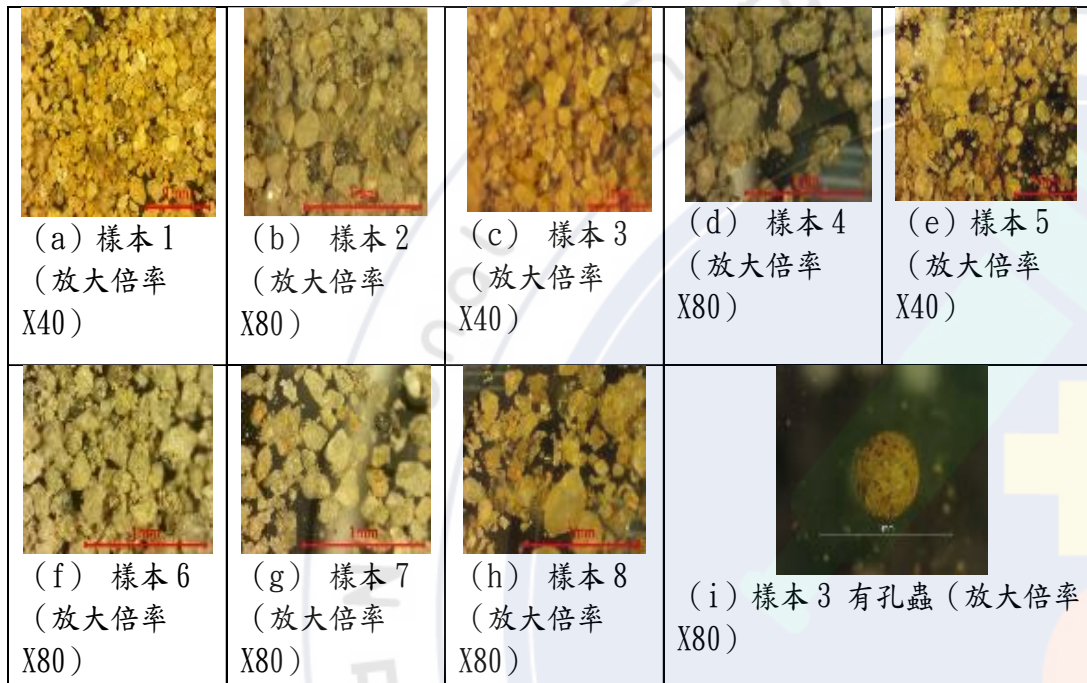 1mm
(a) 樣本1
(放大倍率
X40)
1mm
(b) 樣本2
(放大倍率
X80)
(c) 樣本3
(放大倍率
X40)
(d) 樣本4
(放大倍率
X80)
(e) 樣本5
(放大倍率
X40)
1mm
(f) 樣本6
(放大倍率
X80)
1mm
(g) 樣本7
(放大倍率
X80)
1mm
(h) 樣本8
(放大倍率
X80)
(i)樣本3 有孔蟲(放大倍率
X80)